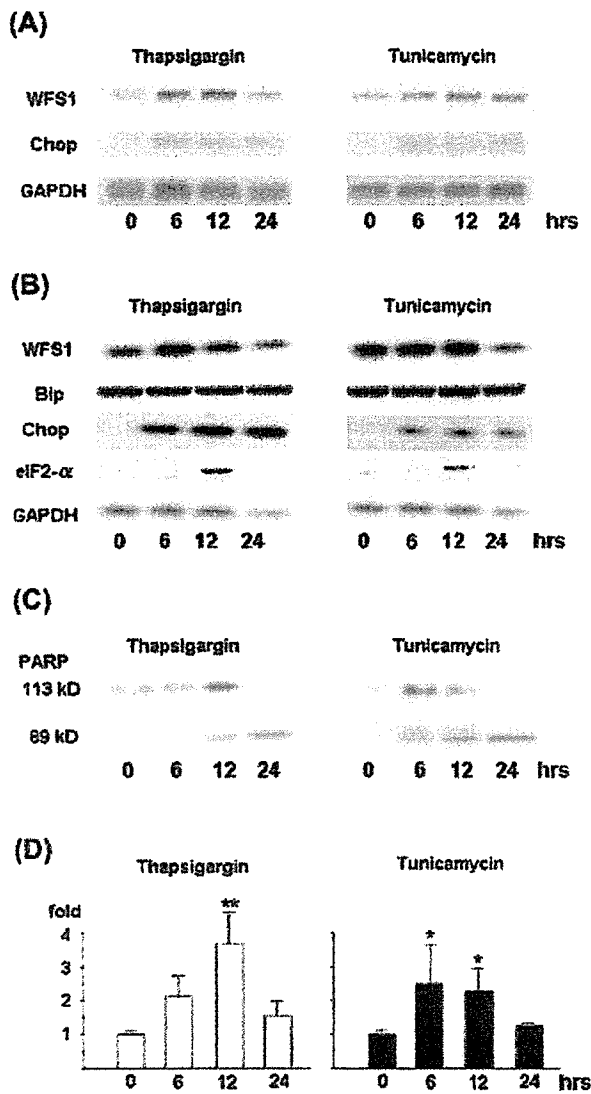 (A)
Thapsigargin Tunicamycin
WFS1
Chop
GAPDH
0 6 12 24 0 6 12 24 hrs
(B)
Thapsigargin Tunicamycin
WFS1
Bip
Chop
eIF2-α
GAPDH
0 6 12 24 0 6 12 24 hrs
(C)
Thapsigargin Tunicamycin
PARP
113 kD
89 kD
0 6 12 24 0 6 12 24 hrs
(D)
Thapsigargin Tunicamycin
fold
** * *
4
3
2
1
0 6 12 24 0 6 12 24 hrs